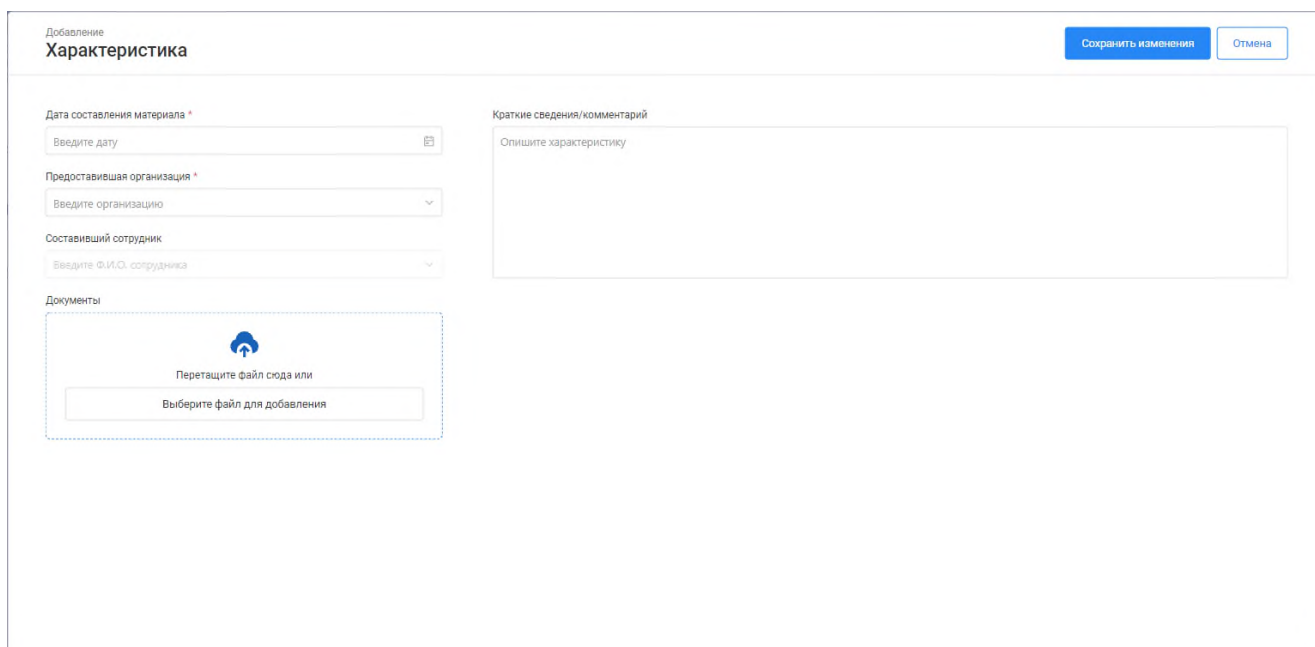 Добавление
Характеристика
Сохранить изменения
Отмена
Дата составления материала *
Введите дату
Предоставившая организация *
Введите организацию
Составивший сотрудник
Введите Ф.И.О. сотрудника
Документы
Перетащите файл сюда или
Выберите файл для добавления
Краткие сведения/комментарий
Опишите характеристику